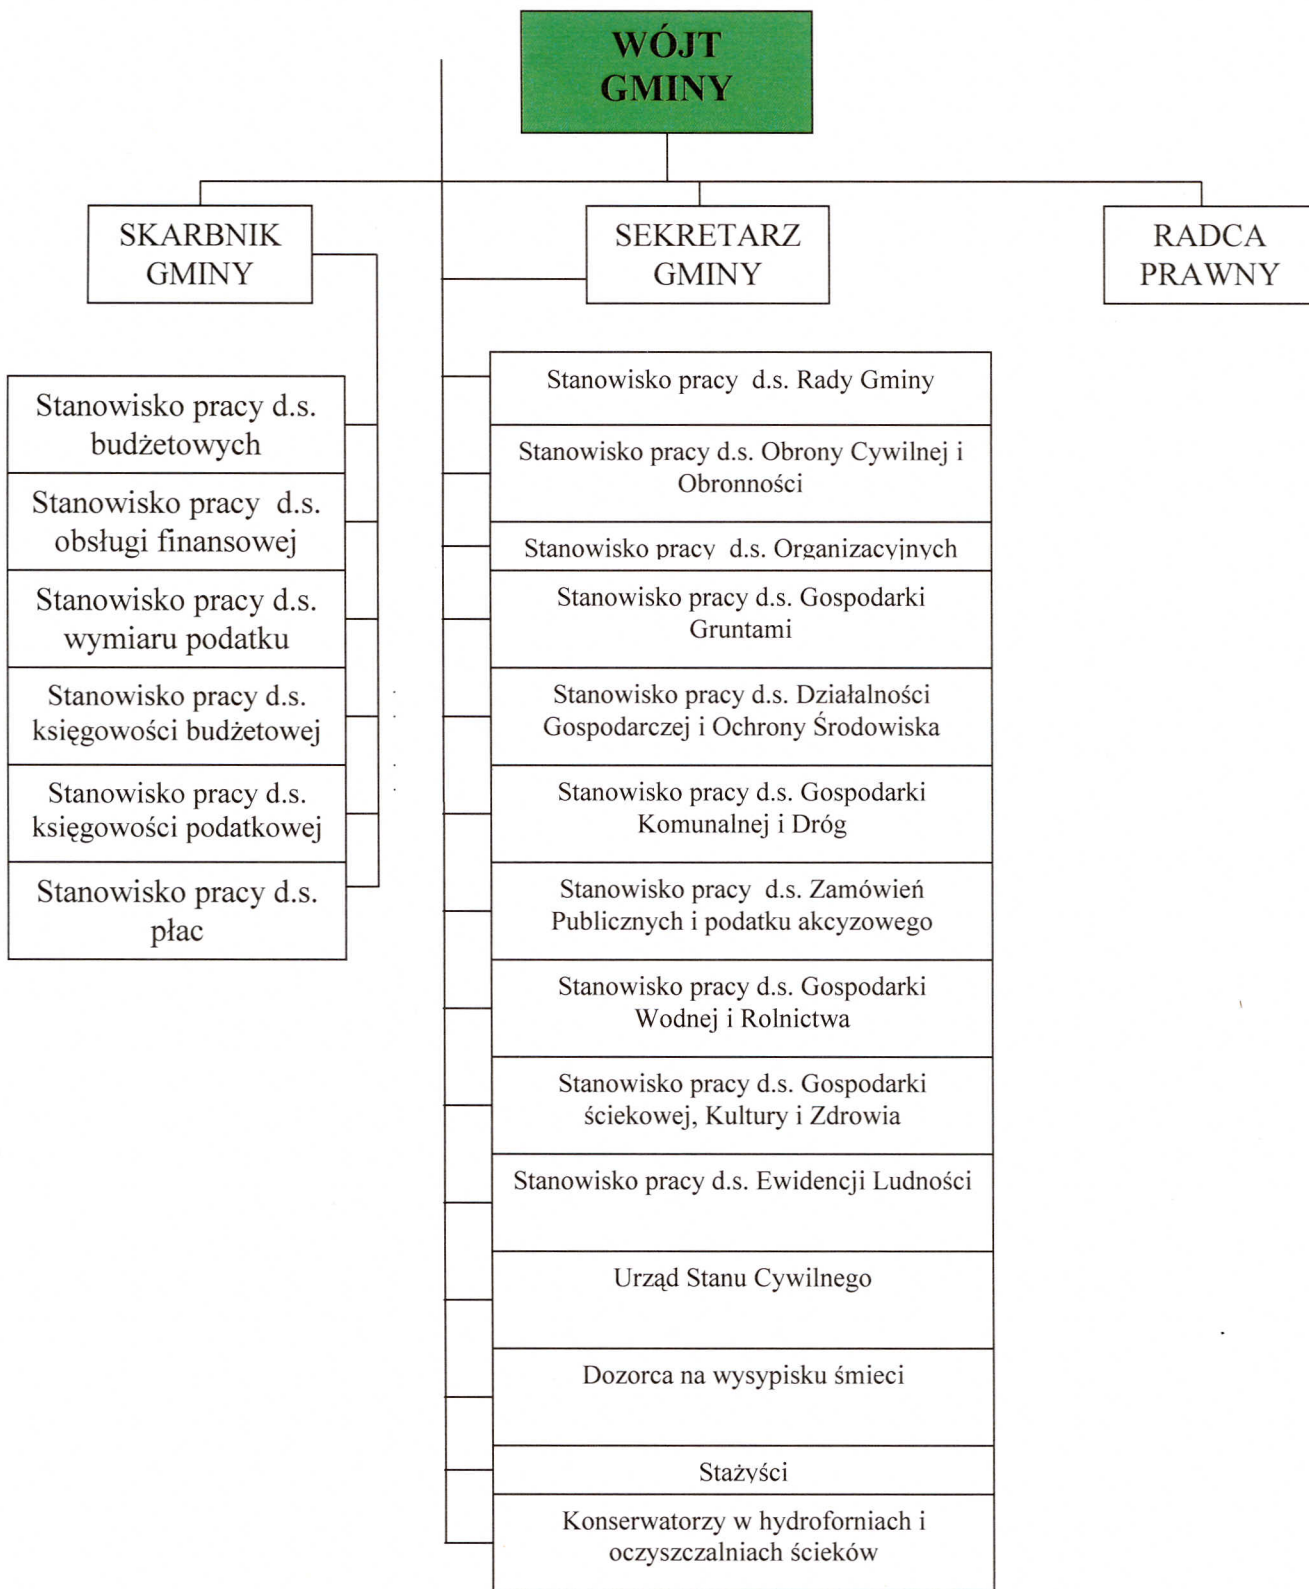 WÓJT
GMINY
SKARBNIK
GMINY
SEKRETARZ
GMINY
RADCA
PRAWNY
Stanowisko pracy d.s.
budżetowych
Stanowisko pracy d.s.
obsługi finansowej
Stanowisko pracy d.s.
wymiaru podatku
Stanowisko pracy d.s.
księgowości budżetowej
Stanowisko pracy d.s.
księgowości podatkowej
Stanowisko pracy d.s.
płac
Stanowisko pracy d.s. Rady Gminy
Stanowisko pracy d.s. Obrony Cywilnej i
Obronności
Stanowisko pracy d.s. Organizacyjnych
Stanowisko pracy d.s. Gospodarki
Gruntami
Stanowisko pracy d.s. Działalności
Gospodarczej i Ochrony Środowiska
Stanowisko pracy d.s. Gospodarki
Komunalnej i Dróg
Stanowisko pracy d.s. Zamówień
Publicznych i podatku akcyzowego
Stanowisko pracy d.s. Gospodarki
Wodnej i Rolnictwa
Stanowisko pracy d.s. Gospodarki
ściekowej, Kultury i Zdrowia
Stanowisko pracy d.s. Ewidencji Ludności
Urząd Stanu Cywilnego
Dozorca na wysypisku śmieci
Stażyści
Konserwatorzy w hydroforniach i
oczyszczalniach ścieków